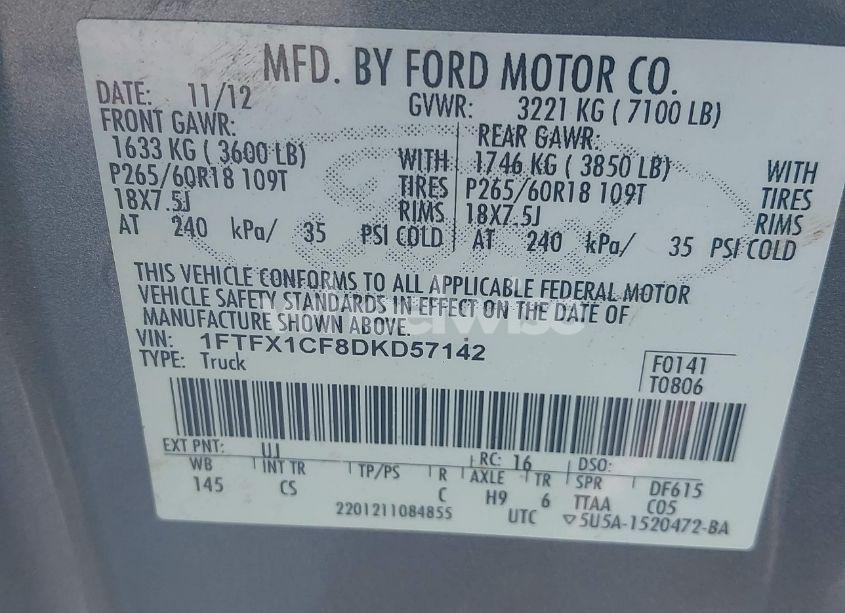 MFD. BY FORD MOTOR CO.
DATE: 11/12 GVWR: 3221 KG ( 7100 LB)
FRONT GAWR: REAR GAWR:
1633 KG ( 3600 LB) WITH 1746 KG ( 3850 LB) WITH
P265/60R18 109T TIRES P265/60R18 109T TIRES
18X7.5J RIMS 18X7.5J RIMS
AT 240 kPa/ 35 PSI COLD AT 240 kPa/ 35 PSI COLD
THIS VEHICLE CONFORMS TO ALL APPLICABLE FEDERAL MOTOR
VEHICLE SAFETY STANDARDS IN EFFECT ON THE DATE OF
MANUFACTURE SHOWN ABOVE.
VIN: 1FTFX1CF8DKD57142
TYPE: Truck
F0141
T0806
EXT PNT: UJ RC: 16 DSO:
WB INT TR TP/PS R AXLE TR SPR DF615
145 CS C H9 6 TTAA C05
2201211084855 UTC ▽5U5A-1520472-BA